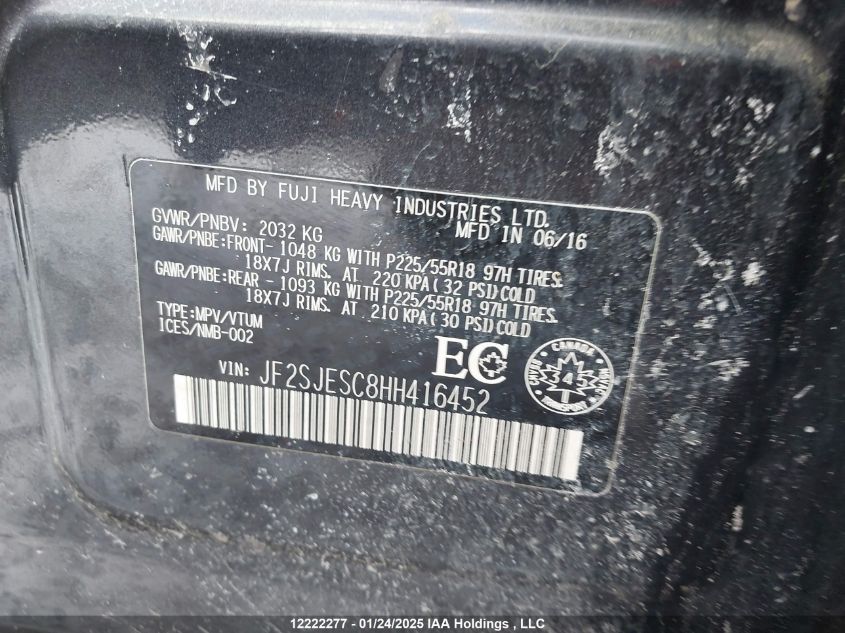 MFD BY FUJI HEAVY INDUSTRIES LTD.
GVWR/PNBV: 2032 KG MFD IN 06/16
GAWR/PNBE:FRONT- 1048 KG WITH P225/55R18 97H TIRES.
18X7J RIMS. AT 220 KPA( 32 PSI)COLD
GAWR/PNBE:REAR - 1093 KG WITH P225/55R18 97H TIRES.
18X7J RIMS. AT 210 KPA( 30 PSI)COLD
TYPE:MPV/VTUM
ICES/NMB-002
EC
CANADA
345
TRANSPORT
VIN: JF2SJESC8HH416452
12222277 - 01/24/2025 IAA Holdings , LLC